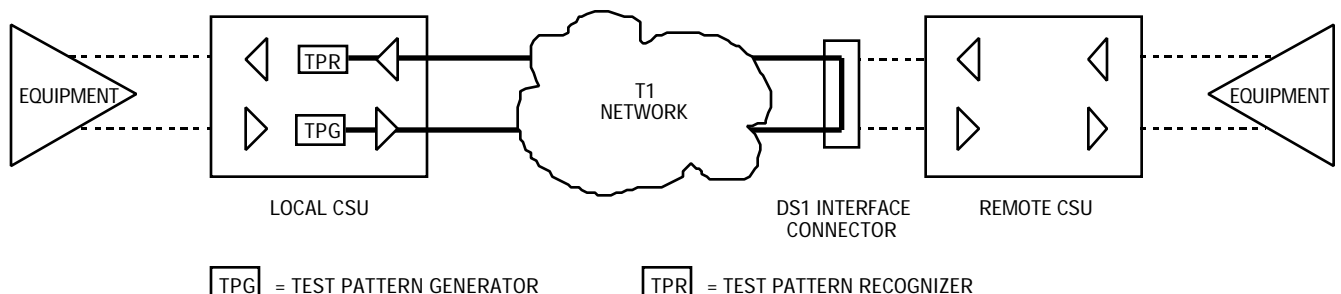 EQUIPMENT
TPR
TPG
LOCAL CSU
T1
NETWORK
DS1 INTERFACE
CONNECTOR
REMOTE CSU
EQUIPMENT
TPG = TEST PATTERN GENERATOR
TPR = TEST PATTERN RECOGNIZER